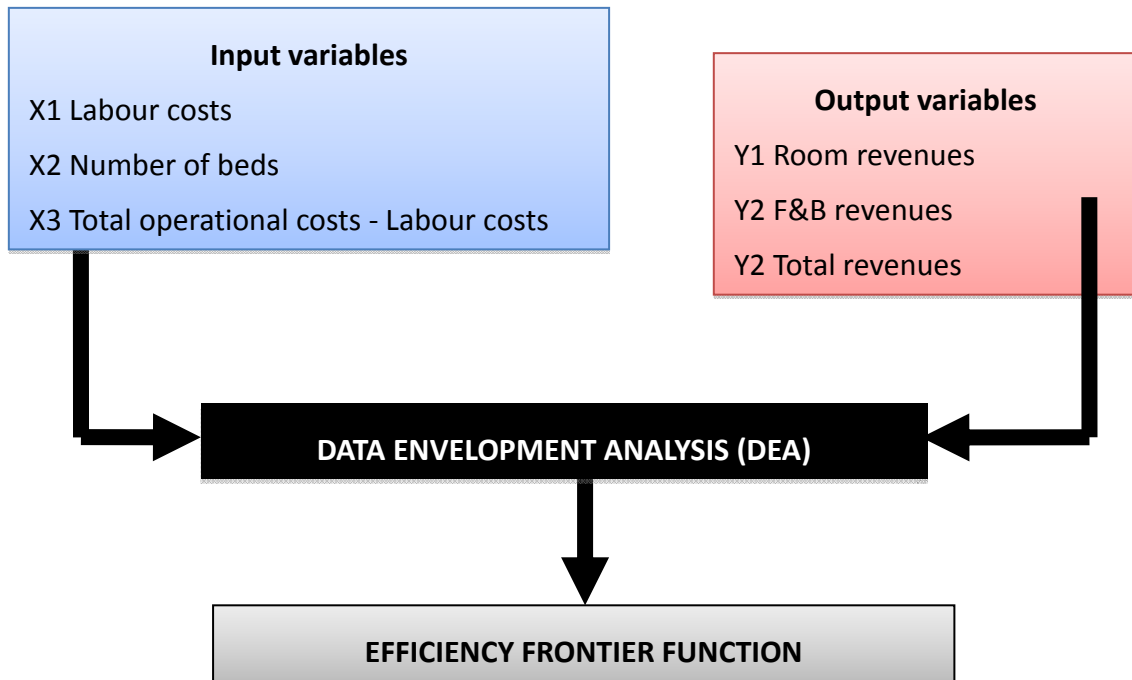 Input variables
X1 Labour costs
X2 Number of beds
X3 Total operational costs - Labour costs
Output variables
Y1 Room revenues
Y2 F&B revenues
Y2 Total revenues
DATA ENVELOPMENT ANALYSIS (DEA)
EFFICIENCY FRONTIER FUNCTION